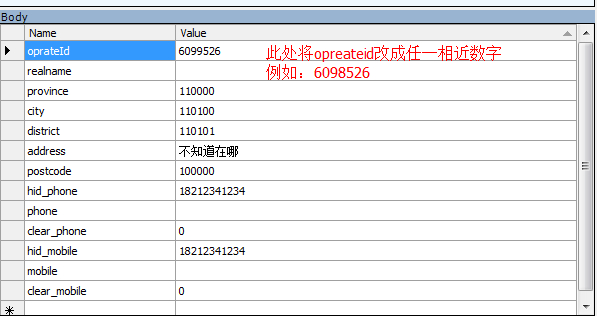 Body
Name Value
oprateId 6099526 此处将opreateid改成任一相近数字
realname 例如：6098526
province 110000
city 110100
district 110101
address 不知道在哪
postcode 100000
hid_phone 18212341234
phone
clear_phone 0
hid_mobile 18212341234
mobile
clear_mobile 0